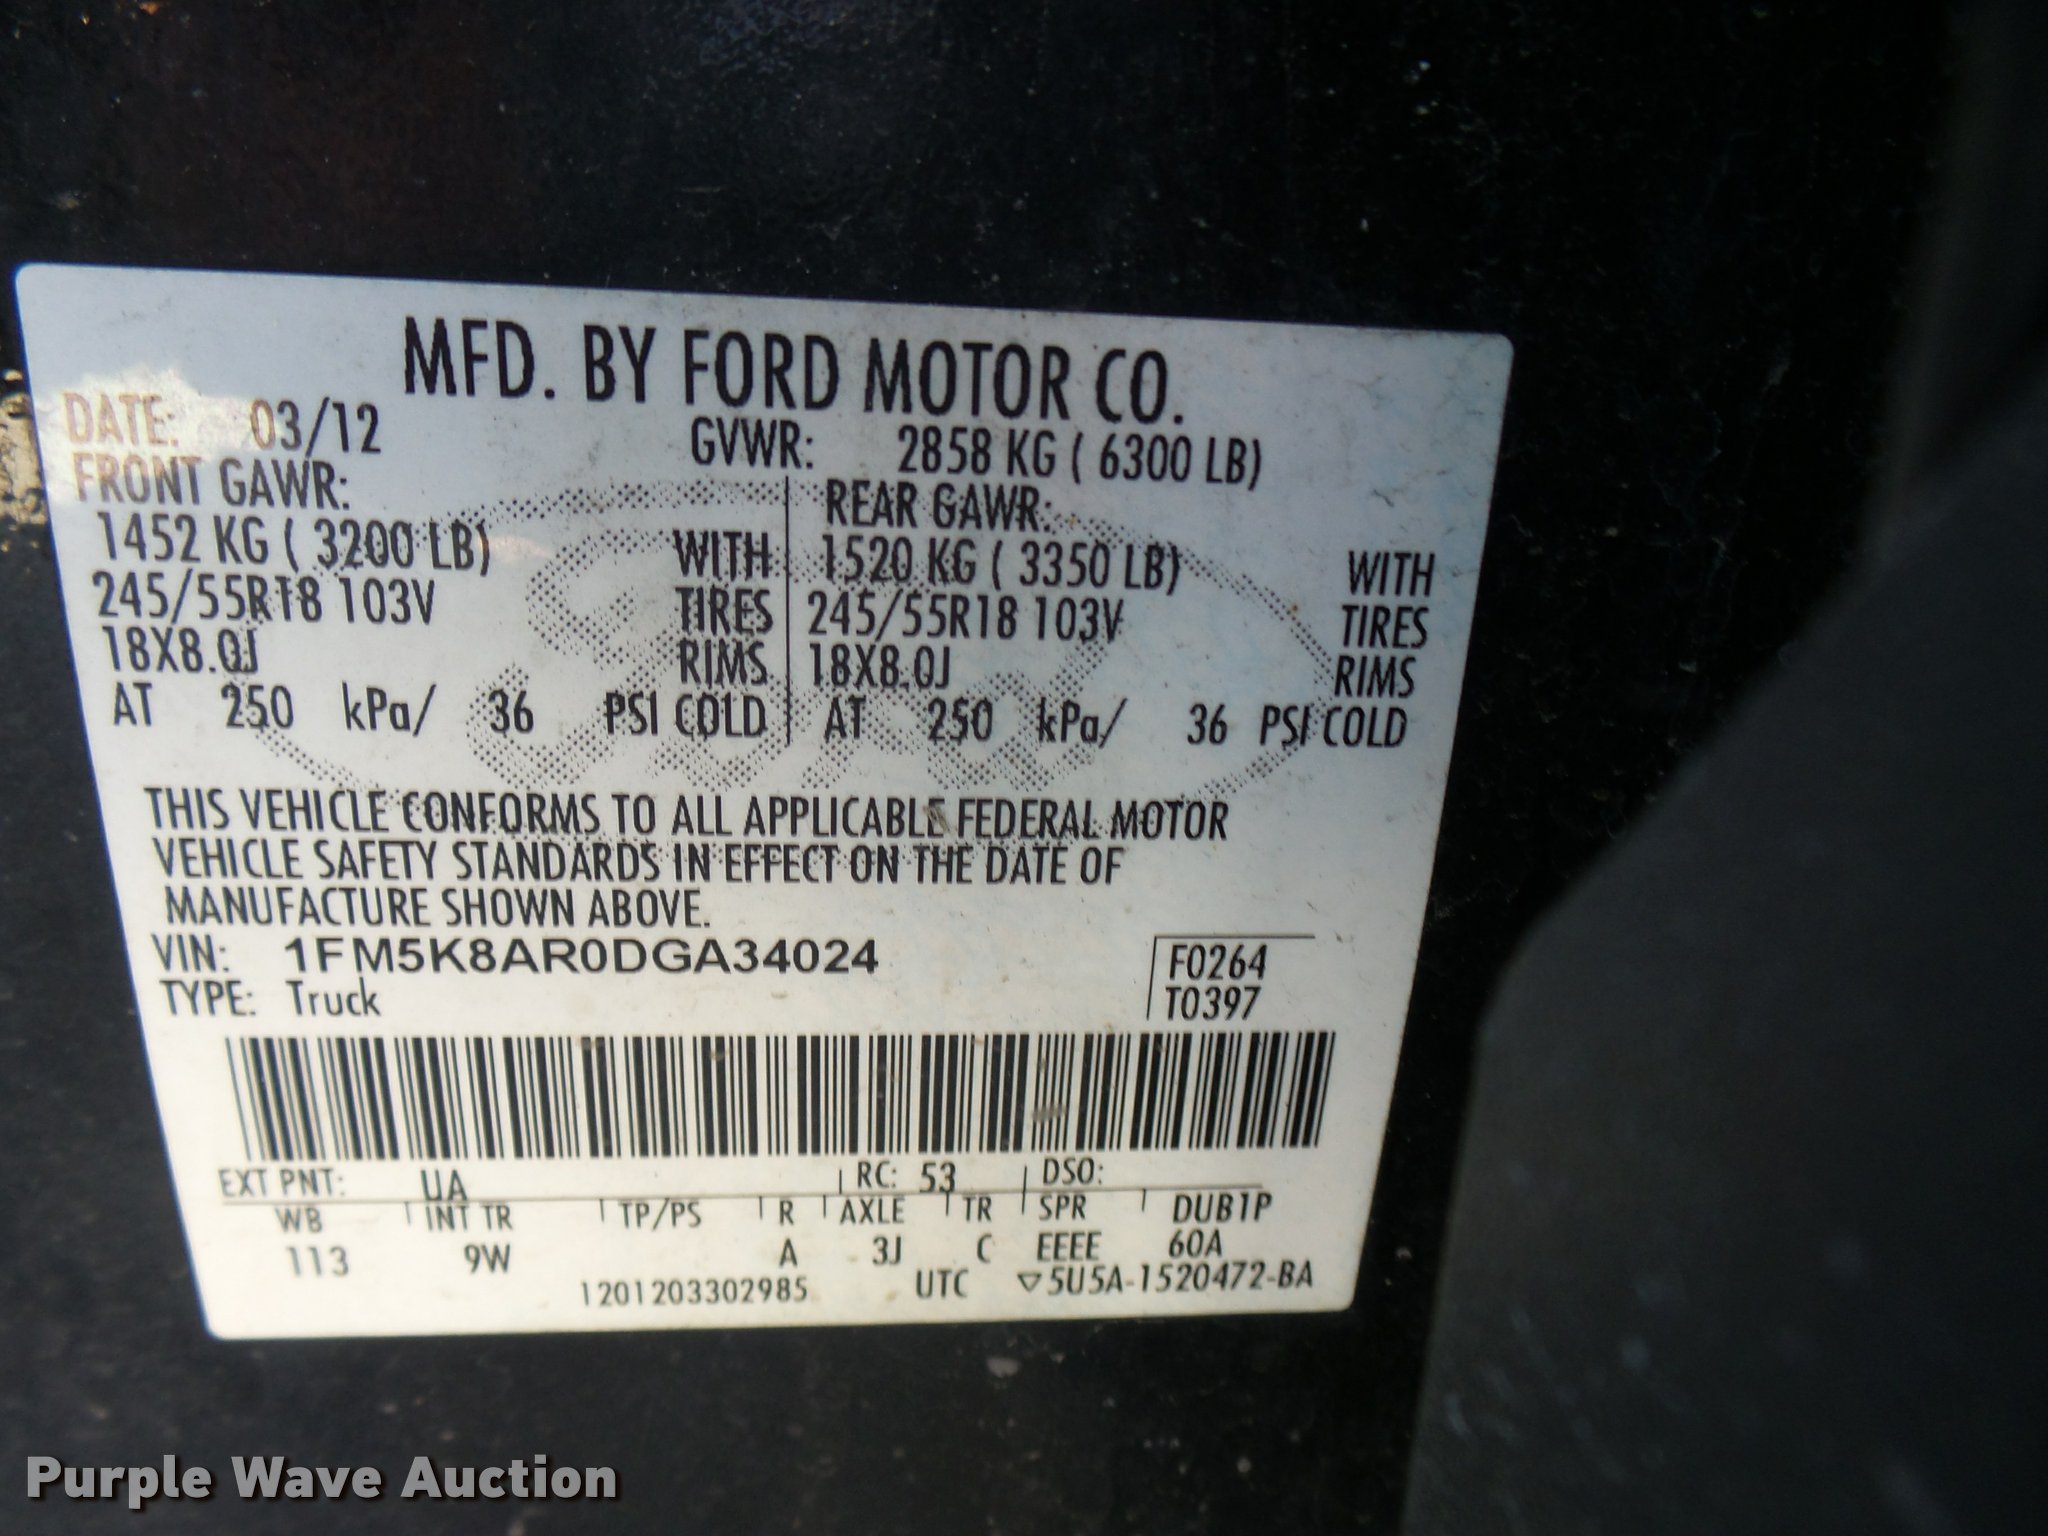 MFD. BY FORD MOTOR CO.
DATE: 03/12 GVWR: 2858 KG ( 6300 LB)
FRONT GAWR: REAR GAWR:
1452 KG ( 3200 LB) WITH 1520 KG ( 3350 LB) WITH
245/55R18 103V TIRES 245/55R18 103V TIRES
18X8.0J RIMS 18X8.0J RIMS
AT 250 kPa/ 36 PSI COLD AT 250 kPa/ 36 PSI COLD
THIS VEHICLE CONFORMS TO ALL APPLICABLE FEDERAL MOTOR
VEHICLE SAFETY STANDARDS IN EFFECT ON THE DATE OF
MANUFACTURE SHOWN ABOVE.
VIN: 1FM5K8AR0DGA34024 F0264
TYPE: Truck T0397
EXT PNT: UA RC: 53 DSO:
WB INT TR TP/PS R AXLE TR SPR DUB1P
113 9W A 3J C EEEE 60A
1201203302985 UTC ▽5U5A-1520472-BA
Purple Wave Auction